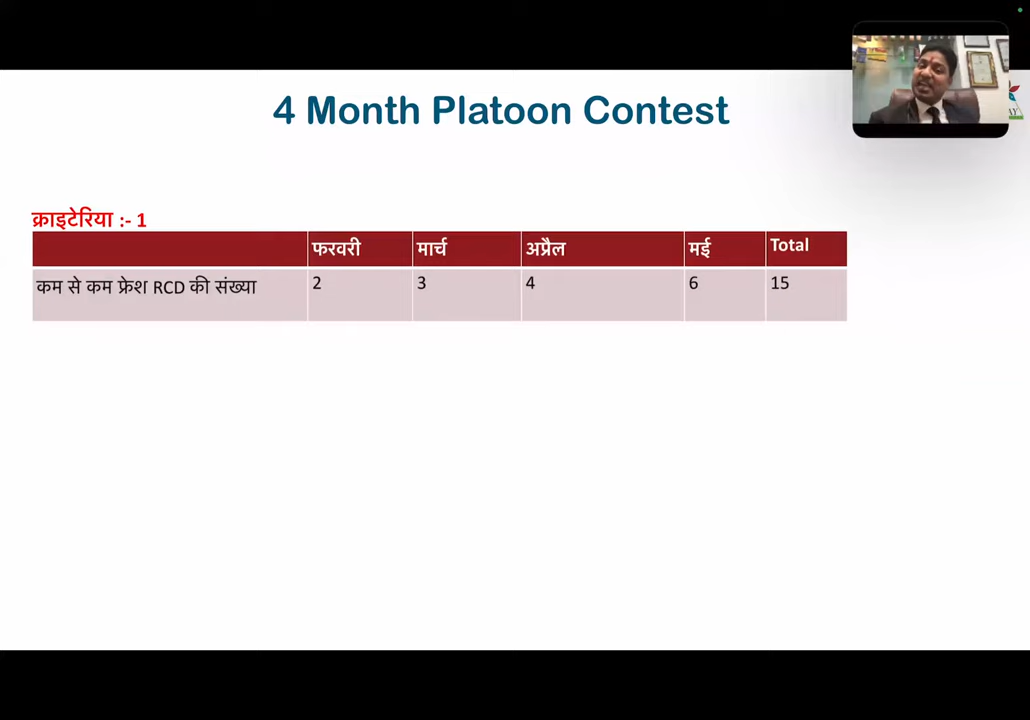 4 Month Platoon Contest
क्राइटेरिया :- 1
फरवरी मार्च अप्रैल मई Total
कम से कम फ्रेश RCD की संख्या 2 3 4 6 15